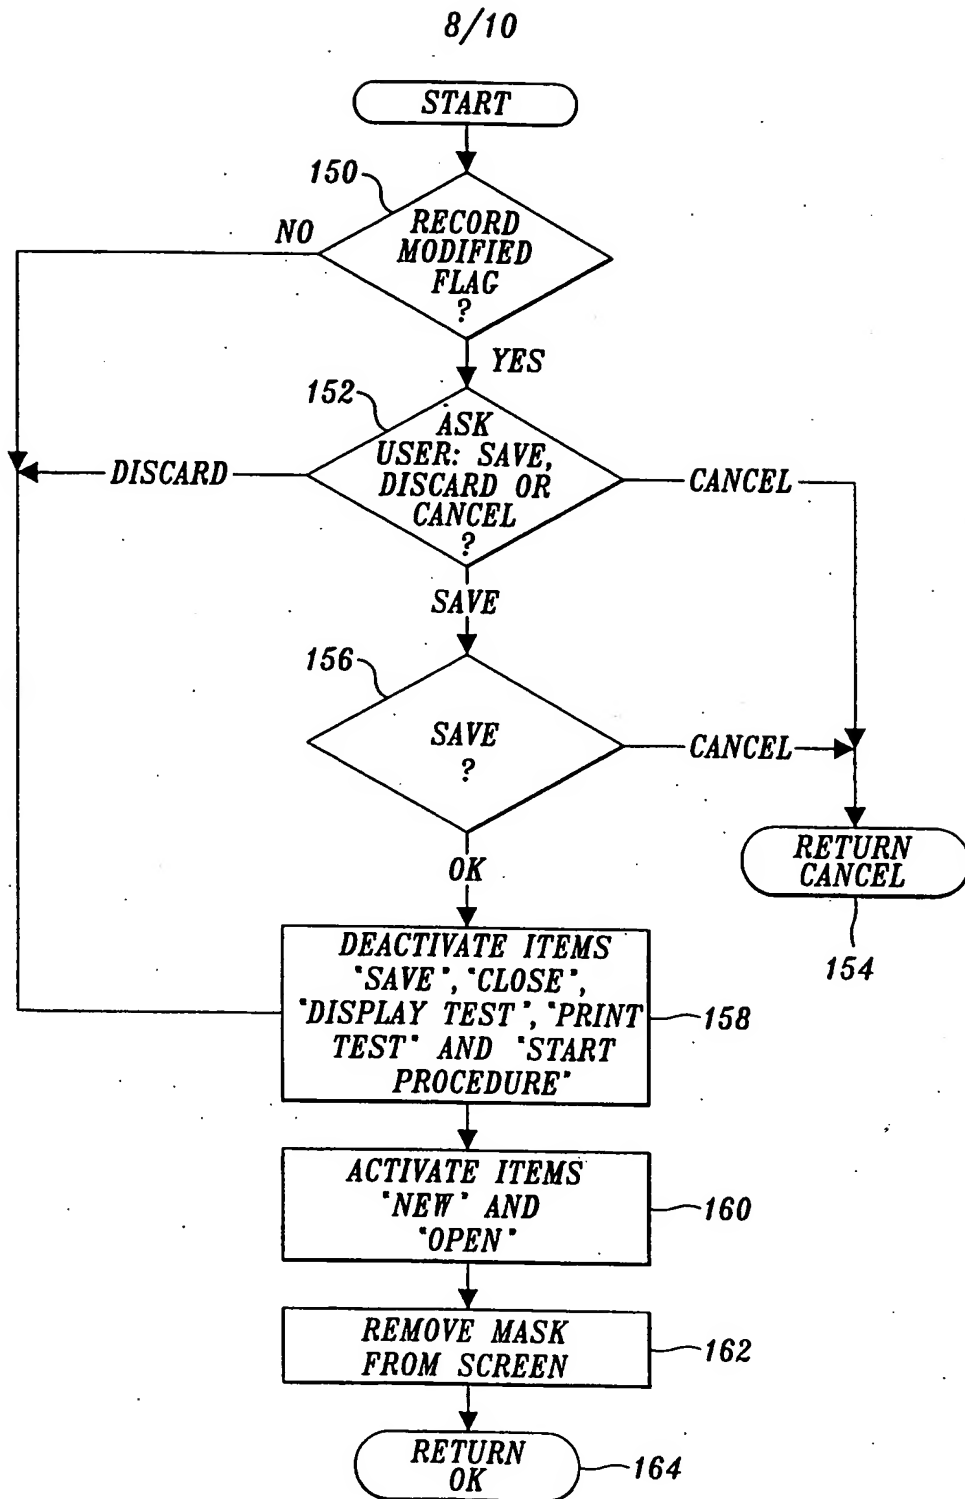 8/10
START
150
NO
RECORD
MODIFIED
FLAG
?
YES
152
ASK
USER: SAVE,
DISCARD OR
CANCEL
?
DISCARD
CANCEL
SAVE
156
SAVE
?
CANCEL
OK
RETURN
CANCEL
154
DEACTIVATE ITEMS
"SAVE", "CLOSE",
"DISPLAY TEST", "PRINT
TEST" AND "START
PROCEDURE"
158
ACTIVATE ITEMS
"NEW" AND
"OPEN"
160
REMOVE MASK
FROM SCREEN
162
RETURN
OK
164